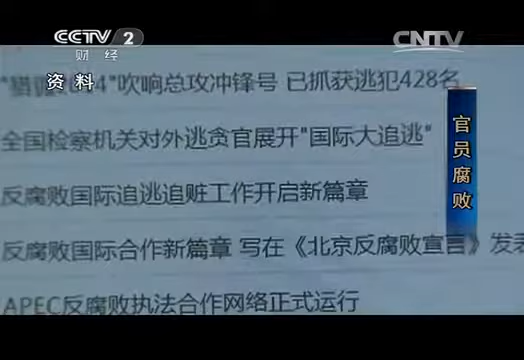 CCTV 2
财 经
CNTV
资 料
"吹响总攻冲锋号 已抓获逃犯428名
全国检察机关对外逃贪官展开"国际大追逃"
反腐败国际追逃追赃工作开启新篇章
反腐败国际合作新篇章 写在《北京反腐败宣言》发表
APEC反腐败执法合作网络正式运行
官员腐败